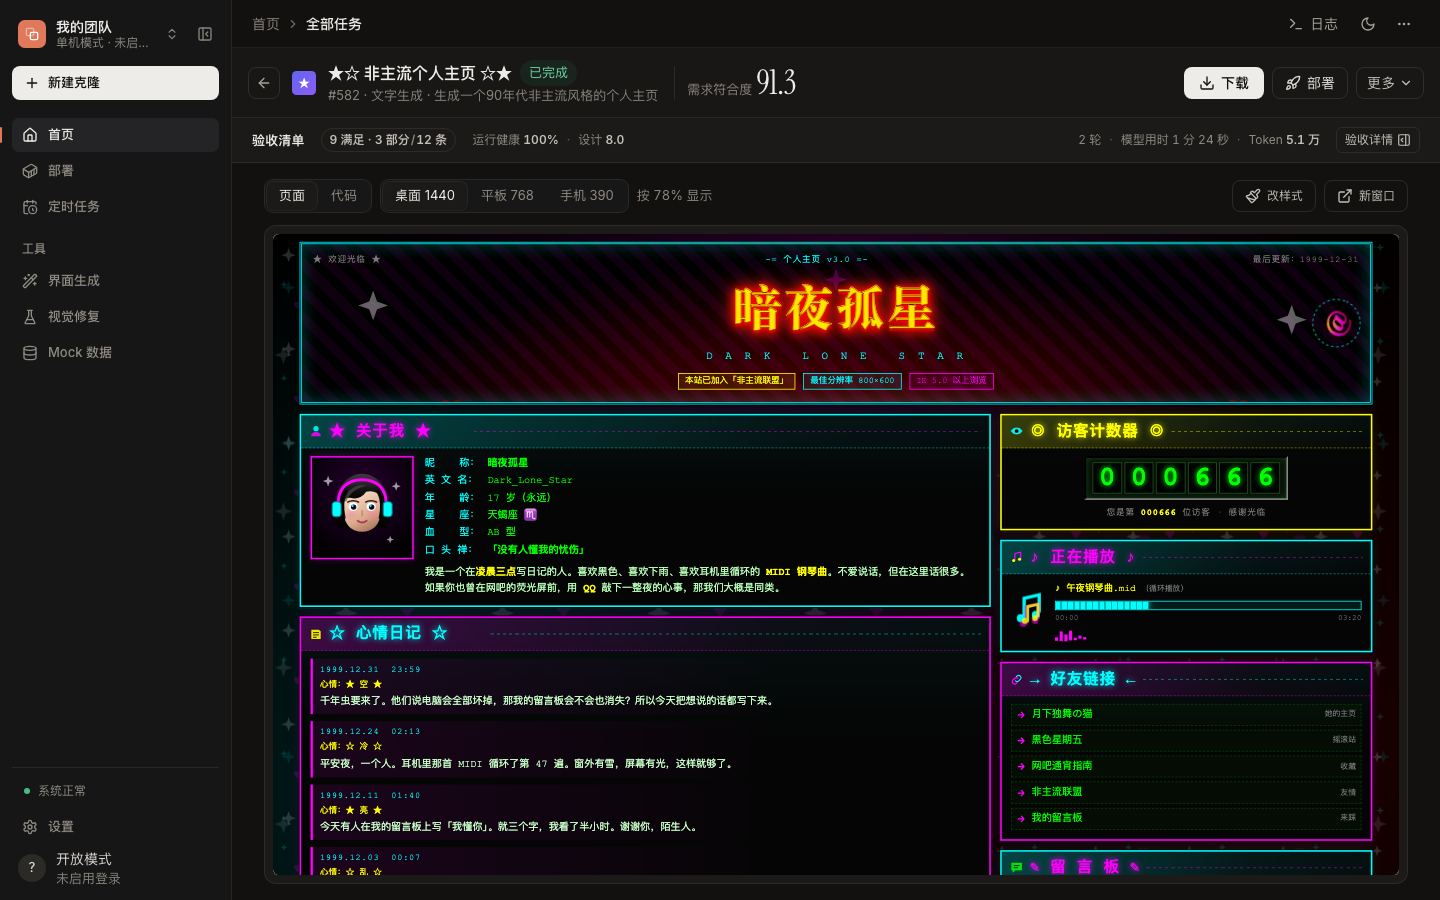 我的团队
单机模式 · 未启...
新建克隆
首页
部署
定时任务
工具
界面生成
视觉修复
Mock 数据
系统正常
设置
?
开放模式
未启用登录
首页 > 全部任务
日志
★☆ 非主流个人主页 ☆★
已完成
#582 · 文字生成 · 生成一个90年代非主流风格的个人主页
需求符合度 91.3
下载
部署
更多
验收清单
9 满足 · 3 部分/12 条
运行健康 100% · 设计 8.0
2 轮 · 模型用时 1 分 24 秒 · Token 5.1 万
验收详情
页面
代码
桌面 1440
平板 768
手机 390
按 78% 显示
改样式
新窗口
★ 欢迎光临 ★
-= 个人主页 v3.0 =-
最后更新: 1999-12-31
暗夜孤星
DARK LONE STAR
本站已加入「非主流联盟」
最佳分辨率 800×600
IE 5.0 以上浏览
★ 关于我 ★
昵 称: 暗夜孤星
英 文 名: Dark_Lone_Star
年 龄: 17 岁 (永远)
星 座: 天蝎座 ♏
血 型: AB 型
口 头 禅: 「没有人懂我的忧伤」
我是一个在凌晨三点写日记的人。喜欢黑色、喜欢下雨、喜欢耳机里循环的 MIDI 钢琴曲。不爱说话，但在这里话很多。
如果你也曾在网吧的荧光屏前，用 QQ 敲下一整夜的心事，那我们大概是同类。
☆ 心情日记 ☆
1999.12.31 23:59
心情: ★ 空 ★
千年虫要来了。他们说电脑会全部坏掉，那我的留言板会不会也消失？所以今天把想说的话都写下来。
1999.12.24 02:13
心情: ☆ 冷 ☆
平安夜，一个人。耳机里那首 MIDI 循环了第 47 遍。窗外有雪，屏幕有光，这样就够了。
1999.12.11 01:40
心情: ★ 亮 ★
今天有人在我的留言板上写「我懂你」。就三个字，我看了半小时。谢谢你，陌生人。
1999.12.03 00:07
心情: ☆ 乱 ☆
◎ 访客计数器 ◎
000666
您是第 000666 位访客 · 感谢光临
♪ 正在播放 ♪
♪ 午夜钢琴曲.mid (循环播放)
00:00
03:20
→ 好友链接 ←
→ 月下独舞の猫 她的主页
→ 黑色星期五 摇滚站
→ 网吧通宵指南 收藏
→ 非主流联盟 友情
→ 我的留言板 来踩
✎ 留 言 板 ✎